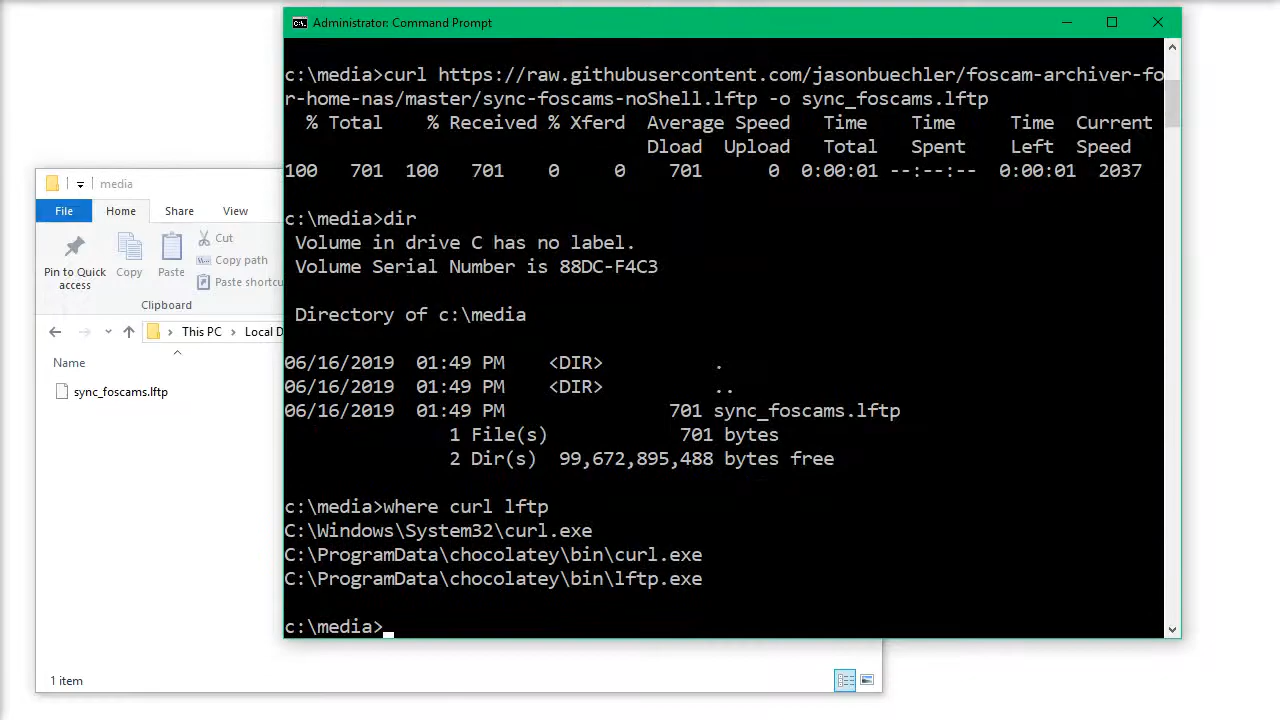 Administrator: Command Prompt
c:\media>curl https://raw.githubusercontent.com/jasonbuechler/foscam-archiver-fo
r-home-nas/master/sync-foscams-noShell.lftp -o sync_foscams.lftp
% Total % Received % Xferd Average Speed Time Time Time Current
Dload Upload Total Spent Left Speed
100 701 100 701 0 0 701 0 0:00:01 --:--:-- 0:00:01 2037
c:\media>dir
Volume in drive C has no label.
Volume Serial Number is 88DC-F4C3
Directory of c:\media
06/16/2019 01:49 PM <DIR> .
06/16/2019 01:49 PM <DIR> ..
06/16/2019 01:49 PM 701 sync_foscams.lftp
1 File(s) 701 bytes
2 Dir(s) 99,672,895,488 bytes free
c:\media>where curl lftp
C:\Windows\System32\curl.exe
C:\ProgramData\chocolatey\bin\curl.exe
C:\ProgramData\chocolatey\bin\lftp.exe
c:\media>
media
File Home Share View
Pin to Quick access
Copy
Paste
Cut
Copy path
Paste shortcu
Clipboard
This PC > Local D
Name
sync_foscams.lftp
1 item